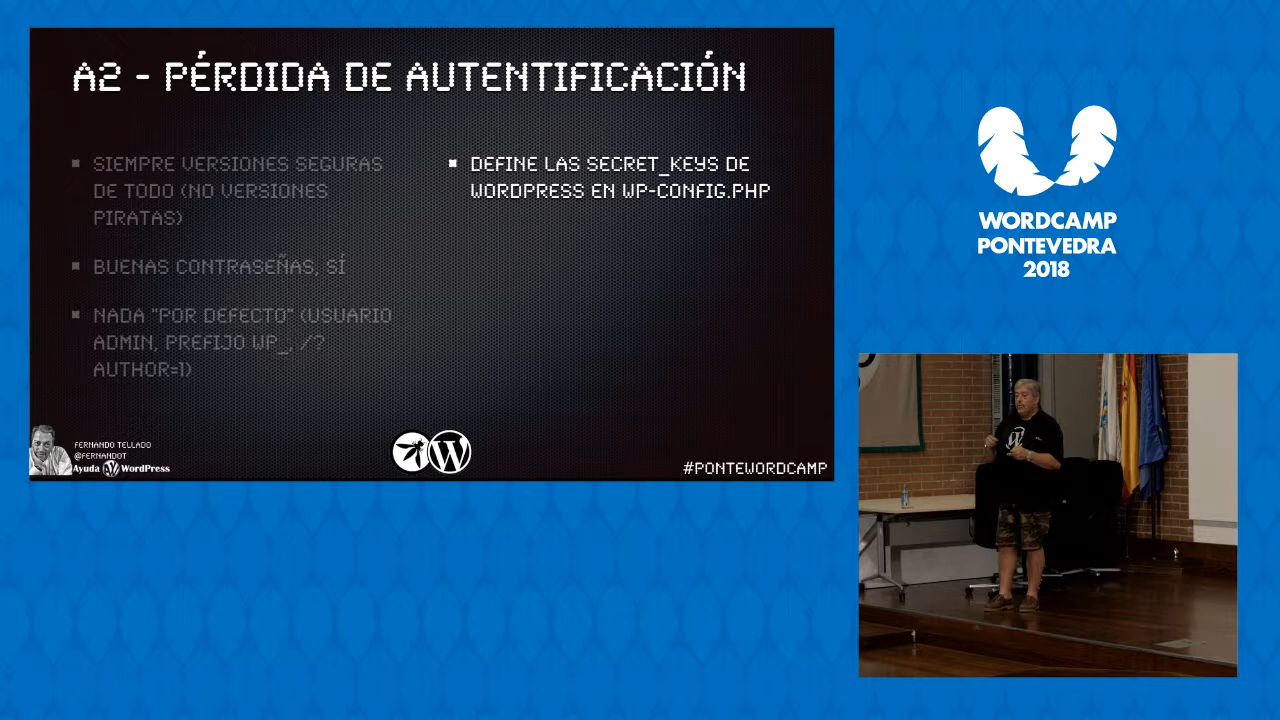 A2 - PÉRDIDA DE AUTENTIFICACIÓN
SIEMPRE VERSIONES SEGURAS
DE TODO (NO VERSIONES
PIRATAS)
BUENAS CONTRASEÑAS, SÍ
NADA "POR DEFECTO" (USUARIO
ADMIN, PREFIJO WP_, /?
AUTHOR=1)
DEFINE LAS SECRET_KEYS DE
WORDPRESS EN WP-CONFIG.PHP
FERNANDO TELLADO
@FERNANDOT
Ayuda WordPress
#PONTEWORDCAMP
WORDCAMP
PONTEVEDRA
2018